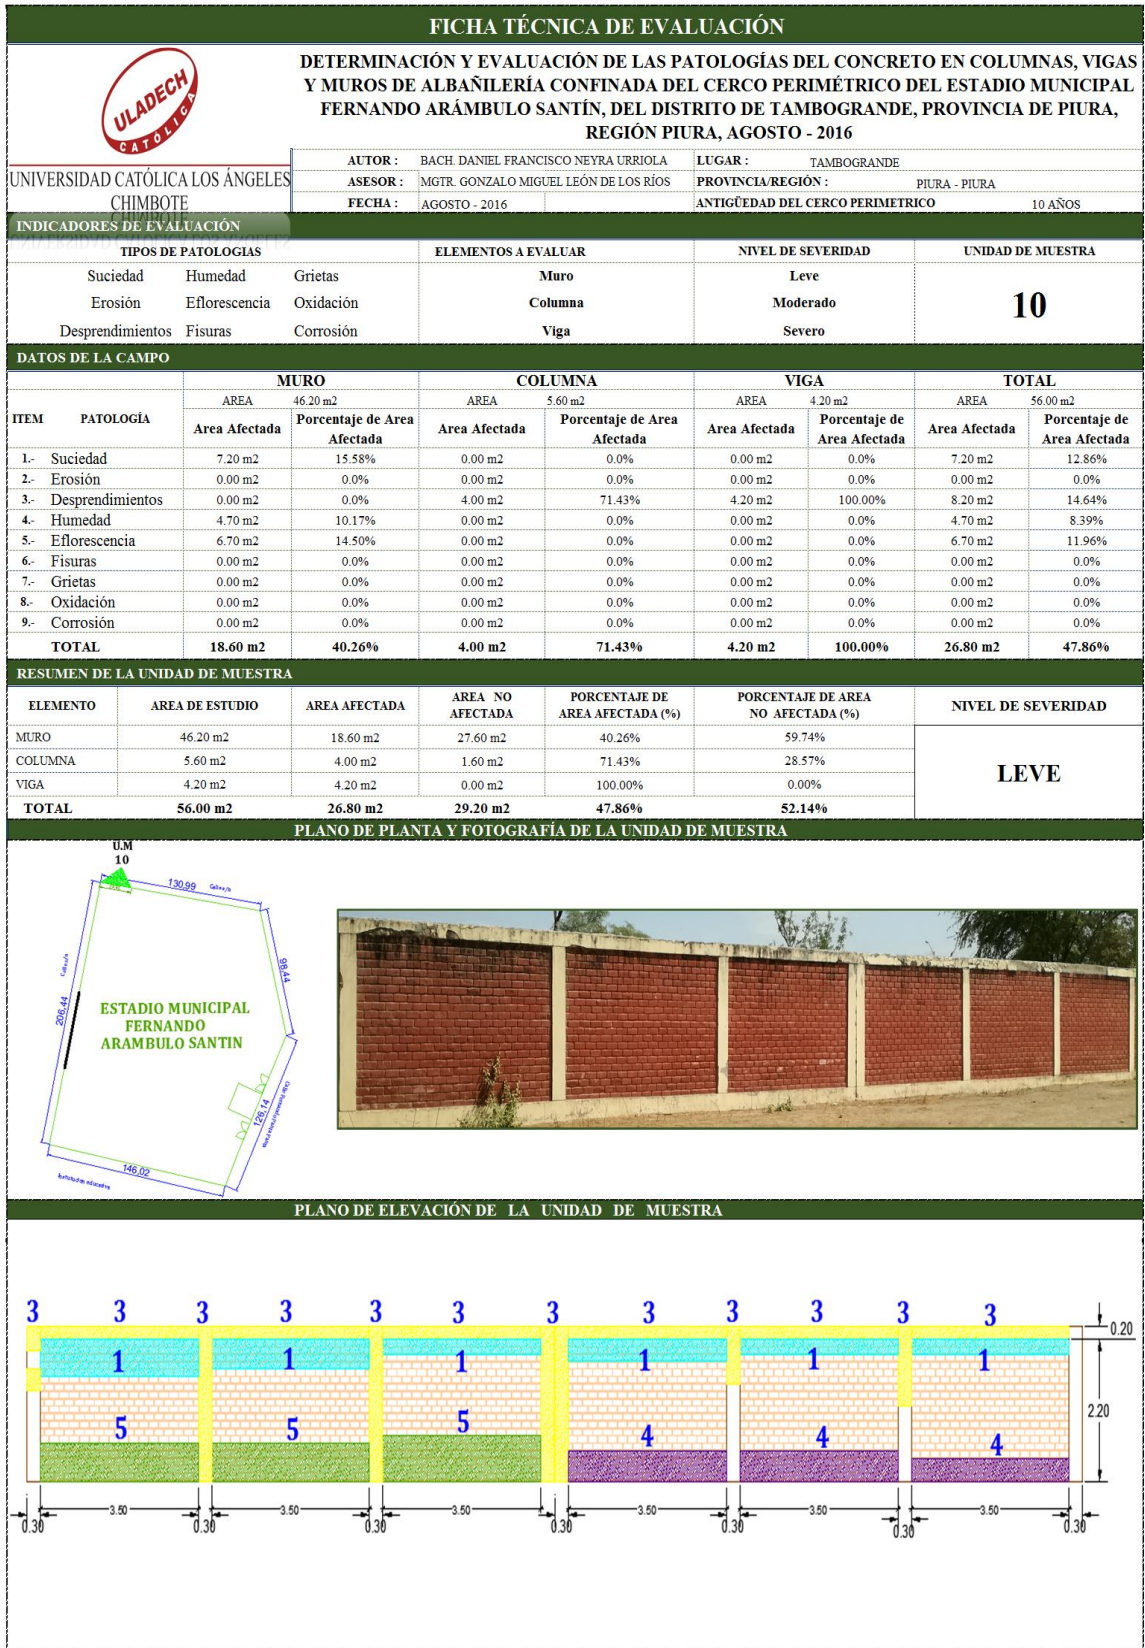 FICHA TÉCNICA DE EVALUACIÓN
ULADECH
CATÓLICA
UNIVERSIDAD CATÓLICA LOS ÁNGELES
CHIMBOTE
DETERMINACIÓN Y EVALUACIÓN DE LAS PATOLOGÍAS DEL CONCRETO EN COLUMNAS, VIGAS
Y MUROS DE ALBAÑILERÍA CONFINADA DEL CERCO PERIMÉTRICO DEL ESTADIO MUNICIPAL
FERNANDO ARÁMBULO SANTÍN, DEL DISTRITO DE TAMBOGRANDE, PROVINCIA DE PIURA,
REGIÓN PIURA, AGOSTO - 2016
AUTOR : BACH. DANIEL FRANCISCO NEYRA URRIOLA LUGAR : TAMBOGRANDE
ASESOR : MGTR. GONZALO MIGUEL LEÓN DE LOS RÍOS PROVINCIA/REGIÓN : PIURA - PIURA
FECHA : AGOSTO - 2016 ANTIGÜEDAD DEL CERCO PERIMETRICO 10 AÑOS
INDICADORES DE EVALUACIÓN
TIPOS DE PATOLOGIAS ELEMENTOS A EVALUAR NIVEL DE SEVERIDAD UNIDAD DE MUESTRA
Suciedad Humedad Grietas Muro Leve
Erosión Eflorescencia Oxidación Columna Moderado 10
Desprendimientos Fisuras Corrosión Viga Severo
DATOS DE LA CAMPO
MURO COLUMNA VIGA TOTAL
AREA 46.20 m2 AREA 5.60 m2 AREA 4.20 m2 AREA 56.00 m2
ITEM PATOLOGÍA Area Afectada Porcentaje de Area Afectada Area Afectada Porcentaje de Area Afectada Area Afectada Porcentaje de Area Afectada Area Afectada Porcentaje de Area Afectada
1.- Suciedad 7.20 m2 15.58% 0.00 m2 0.0% 0.00 m2 0.0% 7.20 m2 12.86%
2.- Erosión 0.00 m2 0.0% 0.00 m2 0.0% 0.00 m2 0.0% 0.00 m2 0.0%
3.- Desprendimientos 0.00 m2 0.0% 4.00 m2 71.43% 4.20 m2 100.00% 8.20 m2 14.64%
4.- Humedad 4.70 m2 10.17% 0.00 m2 0.0% 0.00 m2 0.0% 4.70 m2 8.39%
5.- Eflorescencia 6.70 m2 14.50% 0.00 m2 0.0% 0.00 m2 0.0% 6.70 m2 11.96%
6.- Fisuras 0.00 m2 0.0% 0.00 m2 0.0% 0.00 m2 0.0% 0.00 m2 0.0%
7.- Grietas 0.00 m2 0.0% 0.00 m2 0.0% 0.00 m2 0.0% 0.00 m2 0.0%
8.- Oxidación 0.00 m2 0.0% 0.00 m2 0.0% 0.00 m2 0.0% 0.00 m2 0.0%
9.- Corrosión 0.00 m2 0.0% 0.00 m2 0.0% 0.00 m2 0.0% 0.00 m2 0.0%
TOTAL 18.60 m2 40.26% 4.00 m2 71.43% 4.20 m2 100.00% 26.80 m2 47.86%
RESUMEN DE LA UNIDAD DE MUESTRA
ELEMENTO AREA DE ESTUDIO AREA AFECTADA AREA NO AFECTADA PORCENTAJE DE AREA AFECTADA (%) PORCENTAJE DE AREA NO AFECTADA (%) NIVEL DE SEVERIDAD
MURO 46.20 m2 18.60 m2 27.60 m2 40.26% 59.74%
COLUMNA 5.60 m2 4.00 m2 1.60 m2 71.43% 28.57% LEVE
VIGA 4.20 m2 4.20 m2 0.00 m2 100.00% 0.00%
TOTAL 56.00 m2 26.80 m2 29.20 m2 47.86% 52.14%
PLANO DE PLANTA Y FOTOGRAFÍA DE LA UNIDAD DE MUESTRA
U.M
10
130,99
98,44
206,44
ESTADIO MUNICIPAL
FERNANDO
ARAMBULO SANTIN
126,14
146,02
PLANO DE ELEVACIÓN DE LA UNIDAD DE MUESTRA
3 3 3 3 3 3 3 3 3 3 3 3
0.20
1 1 1 1 1 1
2.20
5 5 5 4 4 4
3.50 3.50 3.50 3.50 3.50 3.50
0.30 0.30 0.30 0.30 0.30 0.30